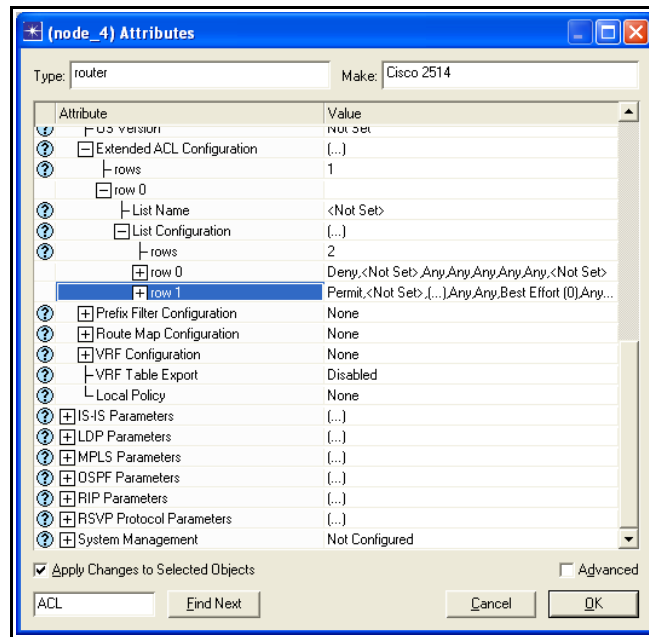 (node_4) Attributes
Type: router Make: Cisco 2514
Attribute Value
OS Version Not Set
Extended ACL Configuration (...)
rows 1
row 0
List Name <Not Set>
List Configuration (...)
rows 2
row 0 Deny,<Not Set>,Any,Any,Any,Any,Any,<Not Set>
row 1 Permit,<Not Set>,(...),Any,Any,Best Effort (0),Any...
Prefix Filter Configuration None
Route Map Configuration None
VRF Configuration None
VRF Table Export Disabled
Local Policy None
IS-IS Parameters (...)
LDP Parameters (...)
MPLS Parameters (...)
OSPF Parameters (...)
RIP Parameters (...)
RSVP Protocol Parameters (...)
System Management Not Configured
Apply Changes to Selected Objects Advanced
ACL Find Next Cancel OK